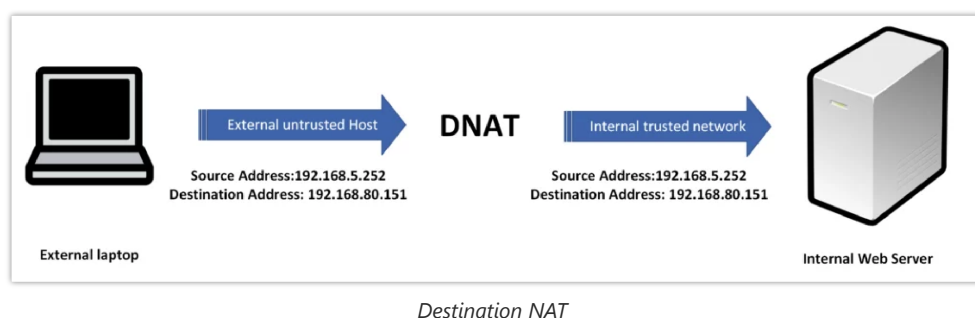 External untrusted Host
DNAT
Internal trusted network
Source Address:192.168.5.252
Destination Address: 192.168.80.151
Source Address:192.168.5.252
Destination Address: 192.168.80.151
External laptop
Internal Web Server
Destination NAT